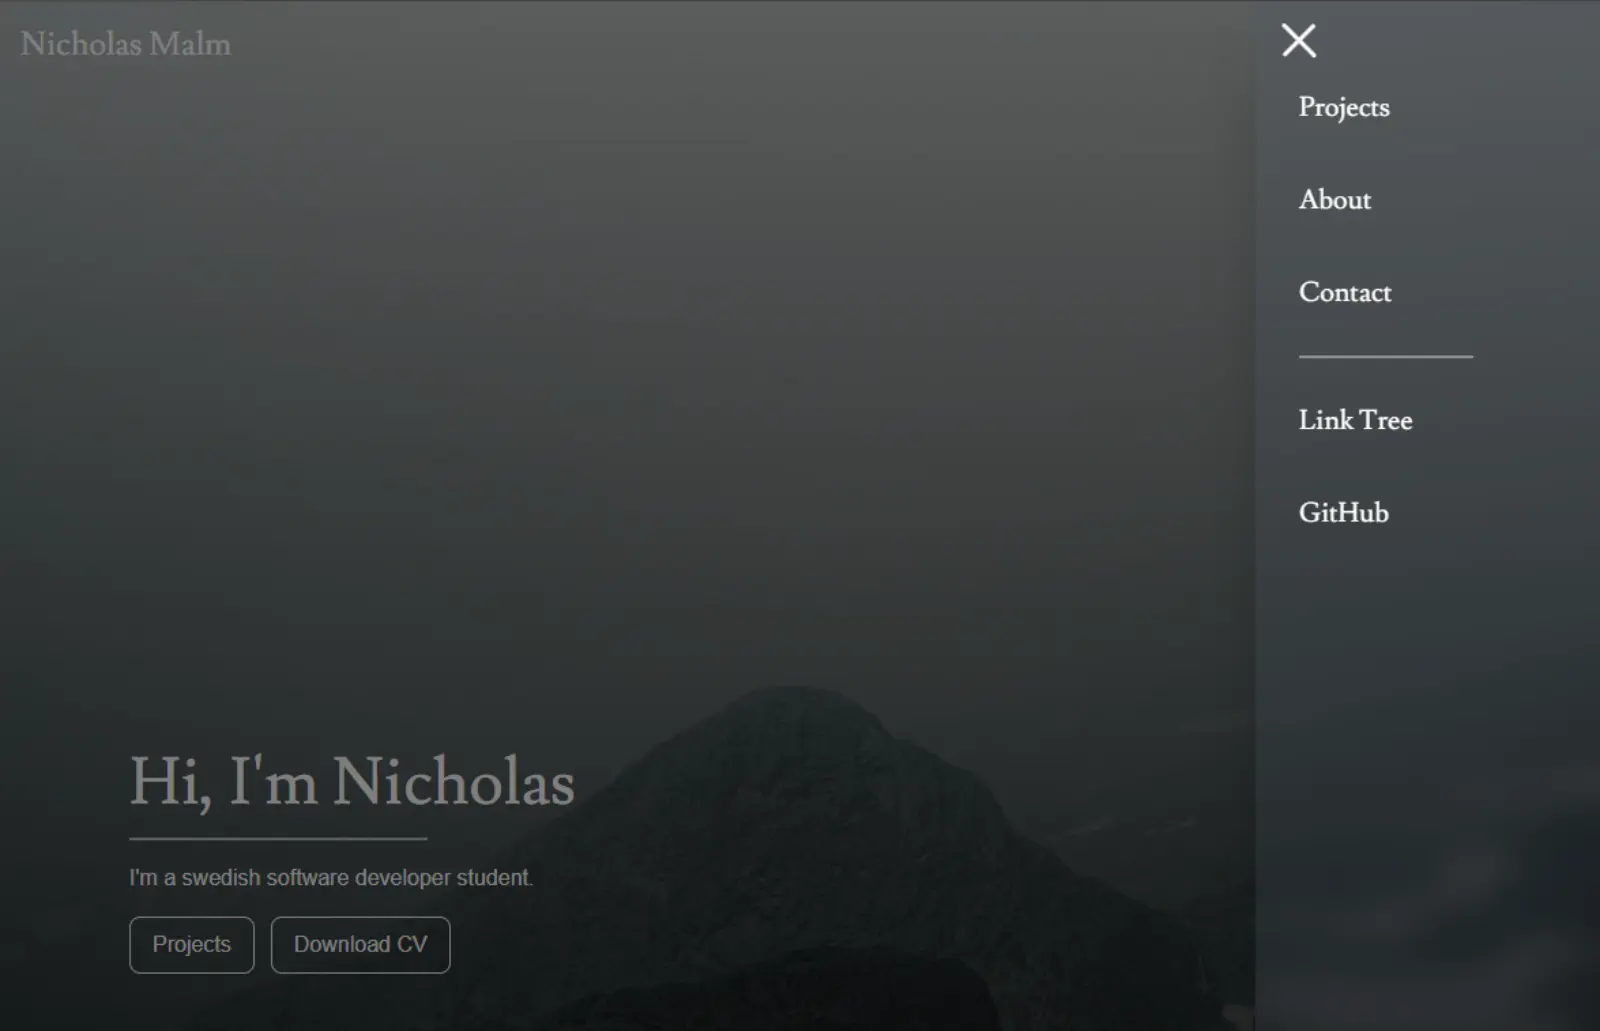 Nicholas Malm
Projects
About
Contact
Link Tree
GitHub
Hi, I'm Nicholas
I'm a swedish software developer student.
Projects
Download CV